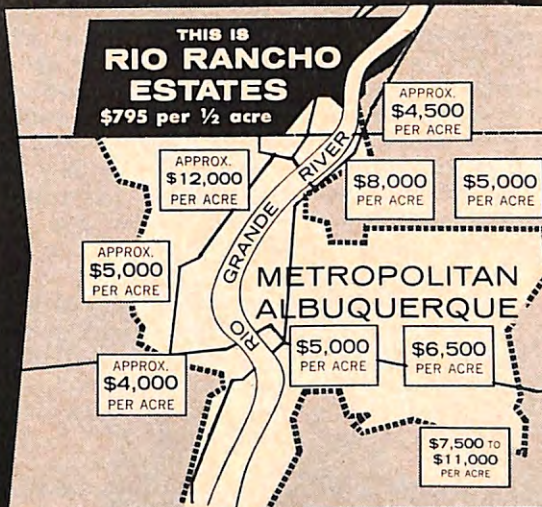 THIS IS
RIO RANCHO
ESTATES
$795 per ½ acre
APPROX.
$4,500
PER ACRE
APPROX.
$12,000
PER ACRE
$8,000
PER ACRE
$5,000
PER ACRE
APPROX.
$5,000
PER ACRE
RIO GRANDE RIVER
METROPOLITAN
ALBUQUERQUE
APPROX.
$4,000
PER ACRE
$5,000
PER ACRE
$6,500
PER ACRE
$7,500 TO
$11,000
PER ACRE